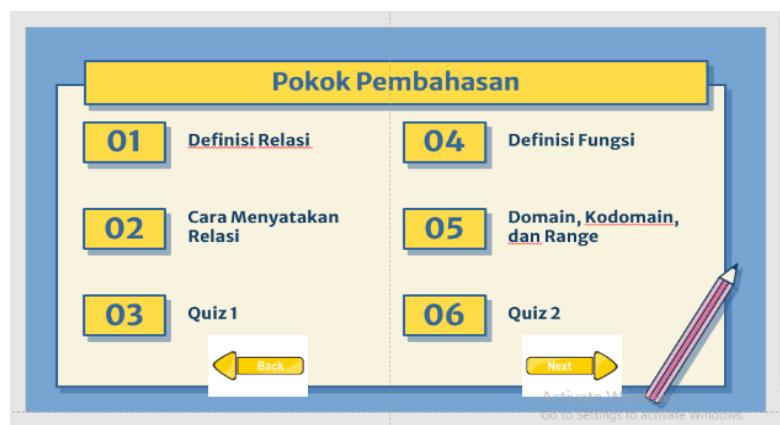 Pokok Pembahasan
01
Definisi Relasi
02
Cara Menyatakan
Relasi
03
Quiz 1
04
Definisi Fungsi
05
Domain, Kodomain,
dan Range
06
Quiz 2
Back
Next
Activate W
Go to Settings to activate Windows.